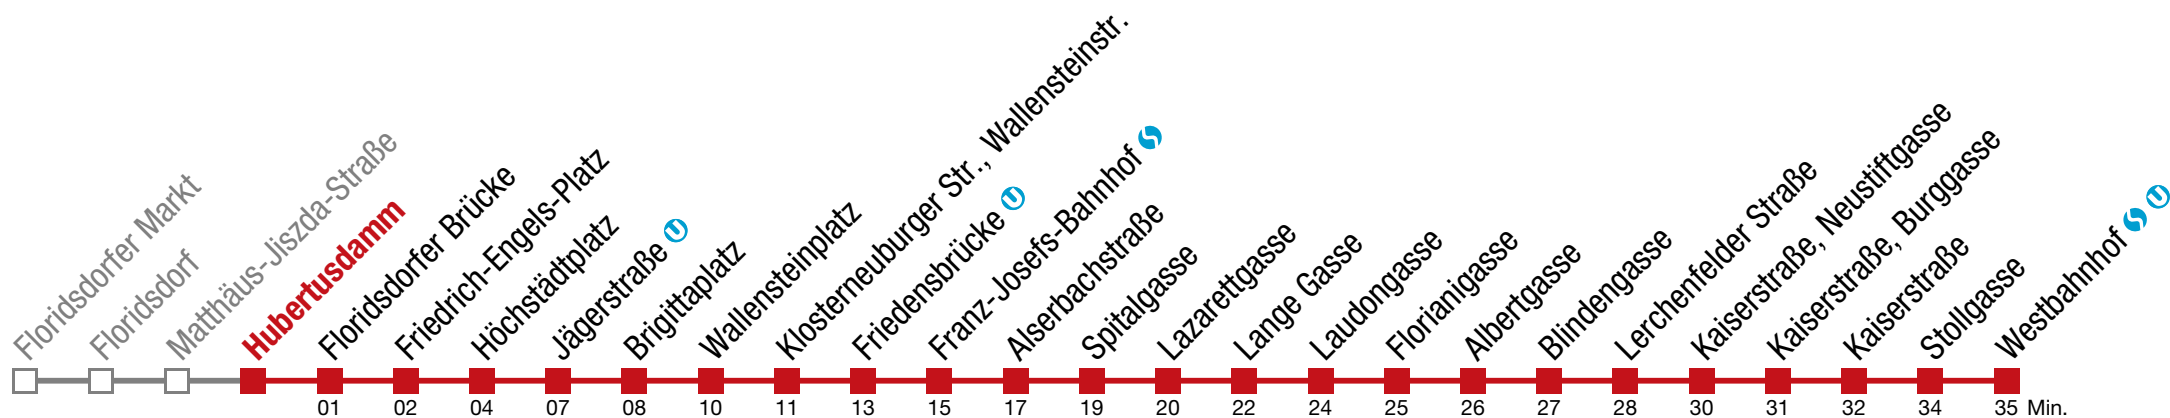 Floridsdorfer Markt
Floridsdorf
Matthäus-Jiszda-Straße
Hubertusdamm
Floridsdorfer Brücke
Friedrich-Engels-Platz
Höchstädtplatz
Jägerstraße U
Brigittaplatz
Wallensteinplatz
Klosterneuburger Str., Wallensteinstr.
Friedensbrücke U
Franz-Josefs-Bahnhof S
Alserbachstraße
Spitalgasse
Lazarettgasse
Lange Gasse
Laudongasse
Florianigasse
Albertgasse
Blindengasse
Lerchenfelder Straße
Kaiserstraße, Neustiftgasse
Kaiserstraße, Burggasse
Kaiserstraße
Stollgasse
Westbahnhof S U
01 02 04 07 08 10 11 13 15 17 19 20 22 24 25 26 27 28 30 31 32 34 35 Min.